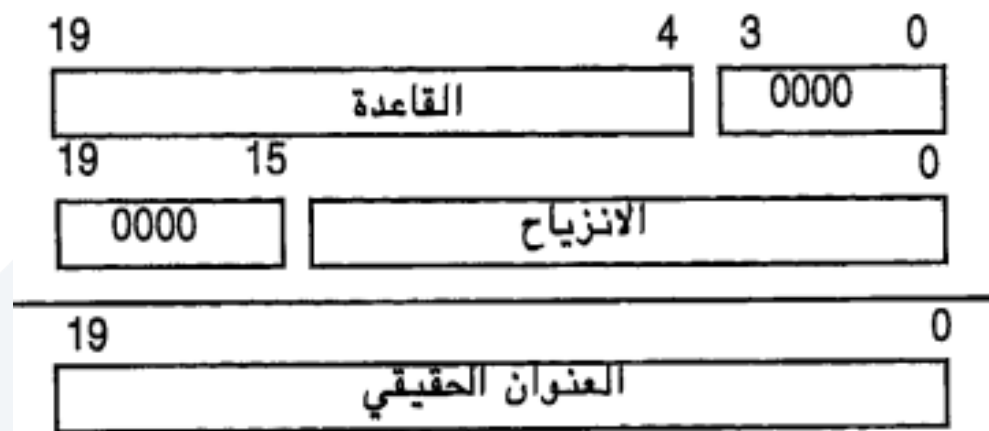 19 4 3 0
القاعدة 0000
19 15 0
0000 الانزياح
19 0
العنوان الحقيقي